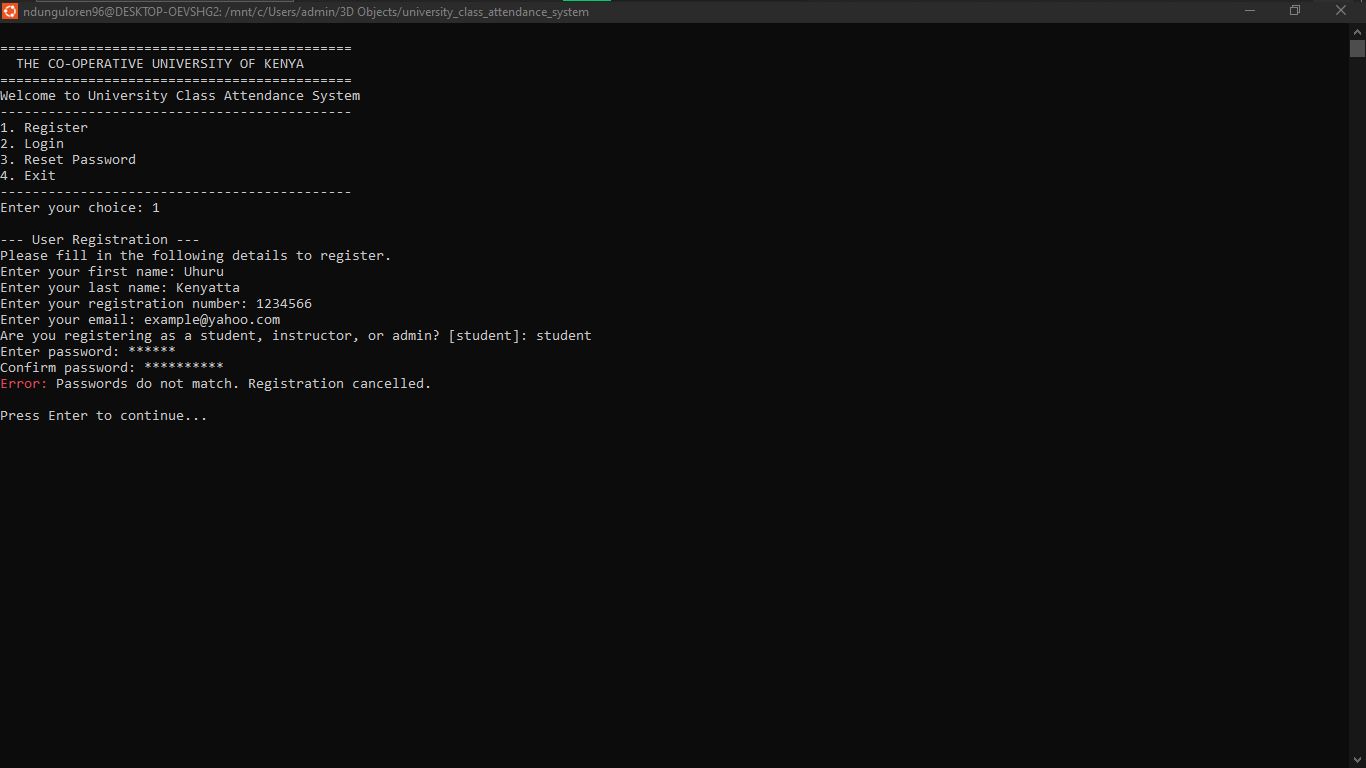 ndunguloren96@DESKTOP-OEVSHG2: /mnt/c/Users/admin/3D Objects/university_class_attendance_system
============================================
  THE CO-OPERATIVE UNIVERSITY OF KENYA
============================================
Welcome to University Class Attendance System
--------------------------------------------
1. Register
2. Login
3. Reset Password
4. Exit
--------------------------------------------
Enter your choice: 1
--- User Registration ---
Please fill in the following details to register.
Enter your first name: Uhuru
Enter your last name: Kenyatta
Enter your registration number: 1234566
Enter your email: example@yahoo.com
Are you registering as a student, instructor, or admin? [student]: student
Enter password: ******
Confirm password: **********
Error: Passwords do not match. Registration cancelled.
Press Enter to continue...